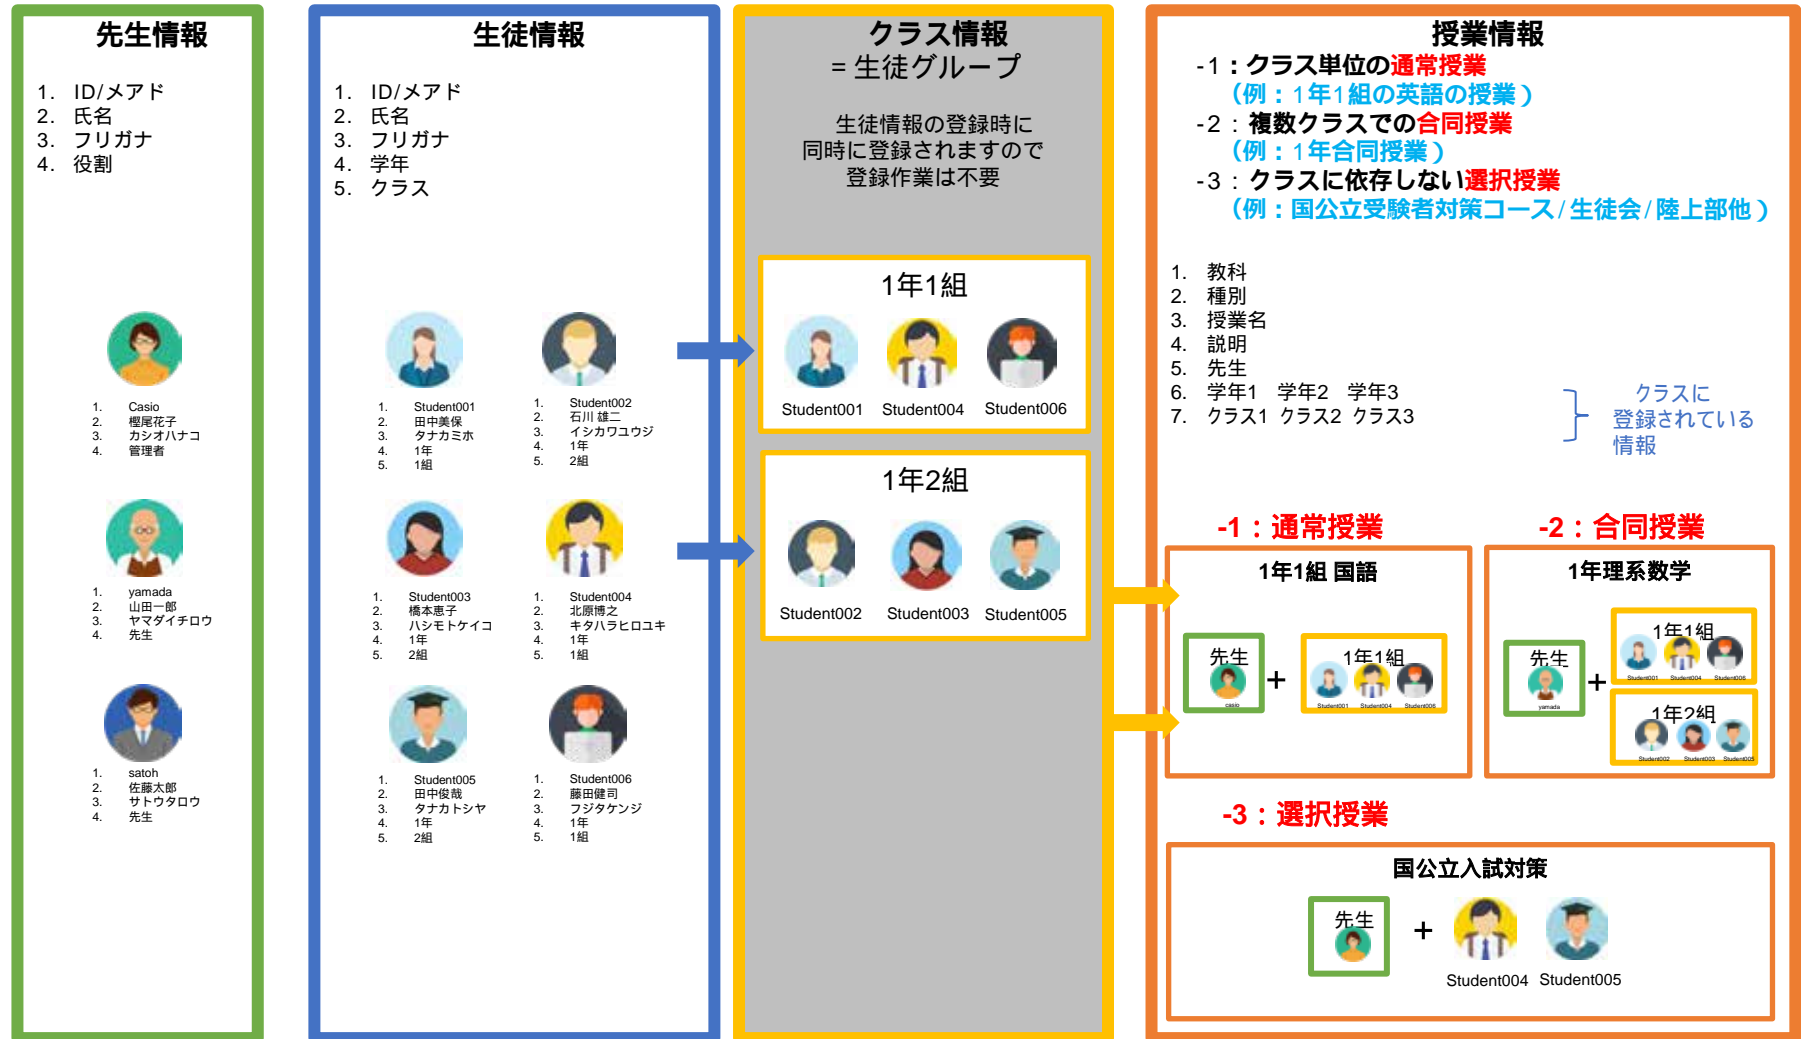 先生情報
1. ID/メアド
2. 氏名
3. フリガナ
4. 役割
1. Casio
2. 樫尾花子
3. カシオハナコ
4. 管理者
1. yamada
2. 山田一郎
3. ヤマダイチロウ
4. 先生
1. satoh
2. 佐藤太郎
3. サトウタロウ
4. 先生
生徒情報
1. ID/メアド
2. 氏名
3. フリガナ
4. 学年
5. クラス
1. Student001
2. 田中美保
3. タナカミホ
4. 1年
5. 1組
1. Student002
2. 石川 雄二
3. イシカワユウジ
4. 1年
5. 2組
1. Student003
2. 橋本恵子
3. ハシモトケイコ
4. 1年
5. 2組
1. Student004
2. 北原博之
3. キタハラヒロユキ
4. 1年
5. 1組
1. Student005
2. 田中俊哉
3. タナカトシヤ
4. 1年
5. 2組
1. Student006
2. 藤田健司
3. フジタケンジ
4. 1年
5. 1組
クラス情報
= 生徒グループ
生徒情報の登録時に
同時に登録されますので
登録作業は不要
1年1組
Student001 Student004 Student006
1年2組
Student002 Student003 Student005
授業情報
-1：クラス単位の通常授業
（例：1年1組の英語の授業）
-2：複数クラスでの合同授業
（例：1年合同授業）
-3：クラスに依存しない選択授業
（例：国公立受験者対策コース/生徒会/陸上部他）
1. 教科
2. 種別
3. 授業名
4. 説明
5. 先生
6. 学年1 学年2 学年3
7. クラス1 クラス2 クラス3
クラスに
登録されている
情報
-1：通常授業
1年1組 国語
先生
casio
+
1年1組
Student001 Student004 Student006
-2：合同授業
1年理系数学
先生
yamada
+
1年1組
Student001 Student004 Student006
1年2組
Student002 Student003 Student005
-3：選択授業
国公立入試対策
先生
+
Student004 Student005